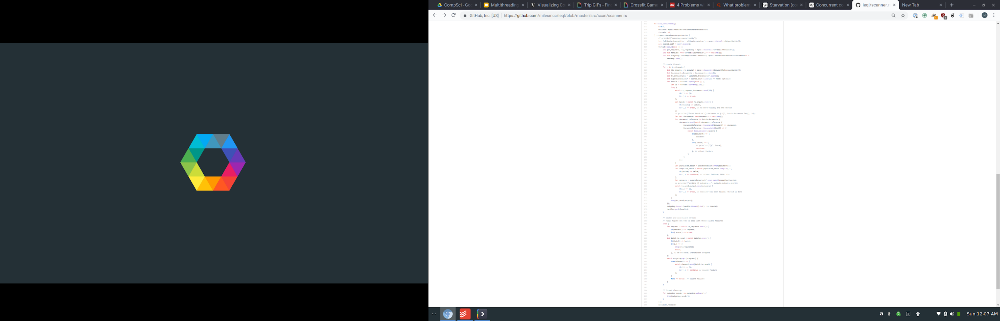 CompSci - Go
Multithreading
Visualizing Co
Trip GIFs - Fin
Crossfit Game
4 Problems w
What problem
Starvation (co
Concurrent co
ieql/scanner.r
New Tab
GitHub, Inc. [US]
https://github.com/milesmcc/ieql/blob/master/src/scan/scanner.rs
fn scan_concurrently(
&self,
batches: mpsc::Receiver<DocumentReferenceBatch>,
threads: u8,
) -> mpsc::Receiver<OutputBatch> {
// println!("scanning concurrently");
let (ultimate_transmitter, ultimate_receiver) = mpsc::channel::<OutputBatch>();
let cloned_self = self.clone();
thread::spawn(move || {
let (tx_requests, rx_requests) = mpsc::channel::<thread::ThreadId>();
let mut handles: Vec<thread::JoinHandle<_>> = Vec::new();
let mut outgoing: HashMap<thread::ThreadId, mpsc::Sender<DocumentReferenceBatch>> =
HashMap::new();
// create threads
for _ in 0..threads {
let (tx_inputs, rx_inputs) = mpsc::channel::<DocumentReferenceBatch>();
let tx_request_documents = tx_requests.clone();
let tx_send_output = ultimate_transmitter.clone();
let supercloned_self = cloned_self.clone(); // TODO: optimize
let handle = thread::spawn(move || {
let id = thread::current().id();
loop {
match tx_request_documents.send(id) {
Ok(_) => (),
Err(_) => break,
};
let batch = match rx_inputs.recv() {
Ok(values) => values,
Err(_) => break, // no more values; end the thread
};
// println!("found batch of {} document on {:?}", batch.documents.len(), id);
let mut documents: Vec<Document> = Vec::new();
for document_reference in batch.documents {
documents.push(match document_reference {
DocumentReference::Populated(document) => document,
DocumentReference::Unpopulated(path) => {
match load_document(&path) {
Ok(document) => {
document
},
Err(_issue) => {
// println!("{}", issue);
continue;
}, // silent failure
}
}
});
}
let populated_batch = DocumentBatch::from(documents);
let compiled_batch = match populated_batch.compile() {
Ok(value) => value,
Err(_) => continue, // silent failure; TODO: fix
};
let outputs = supercloned_self.scan_batch(&compiled_batch);
// println!("sending {} outputs...", outputs.outputs.len());
match tx_send_output.send(outputs) {
Ok(_) => (),
Err(_) => break, // receiver has been killed; thread is done
};
}
drop(tx_send_output);
});
outgoing.insert(handle.thread().id(), tx_inputs);
handles.push(handle);
}
// Listen and coordinate threads
// TODO: figure out how to deal with these silent failures
loop {
let request = match rx_requests.recv() {
Ok(request) => request,
Err(_error) => break,
};
let batch_to_send = match batches.recv() {
Ok(batch) => batch,
Err(_) => {
drop(rx_requests);
break;
}, // we're done; transmitter dropped
};
match outgoing.get(&request) {
Some(channel) => {
match channel.send(batch_to_send) {
Ok(_) => (),
Err(_) => continue // silent failure
};
}
None => break, // silent failure
}
}
// Thread clean-up
for outgoing_sender in outgoing.values() {
drop(outgoing_sender);
}
});
ultimate_receiver
Sun 12:07 AM